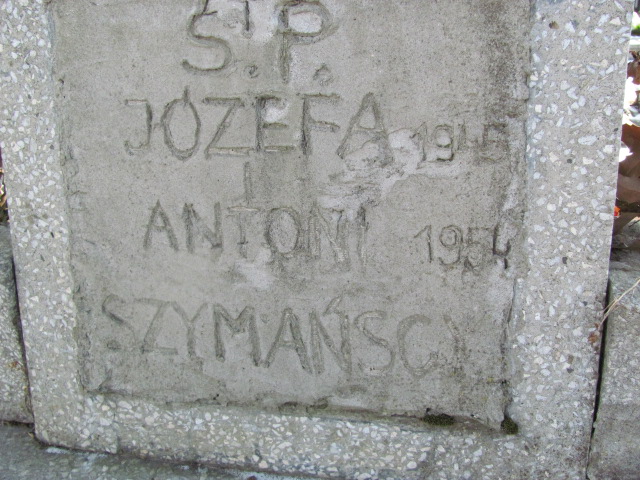 Ś.P.
JÓZEFA 1945
I
ANTONI 1954
SZYMAŃSCY